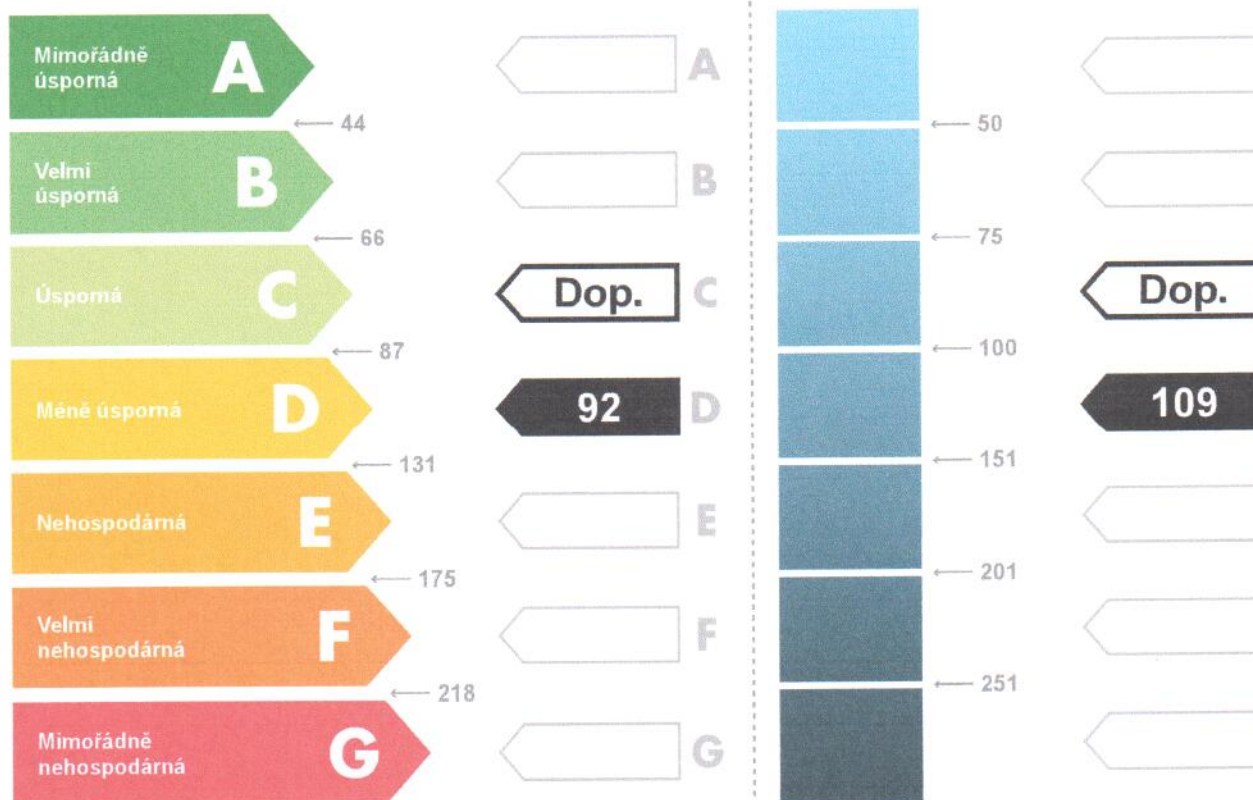 Mimořádně
úsporná
A
44
Velmi
úsporná
B
66
Úsporná
C
87
Méně úsporná
D
131
Nehospodárná
E
175
Velmi
nehospodárná
F
218
Mimořádně
nehospodárná
G
A
B
Dop. C
92 D
E
F
G
50
75
100
151
201
251
Dop.
109